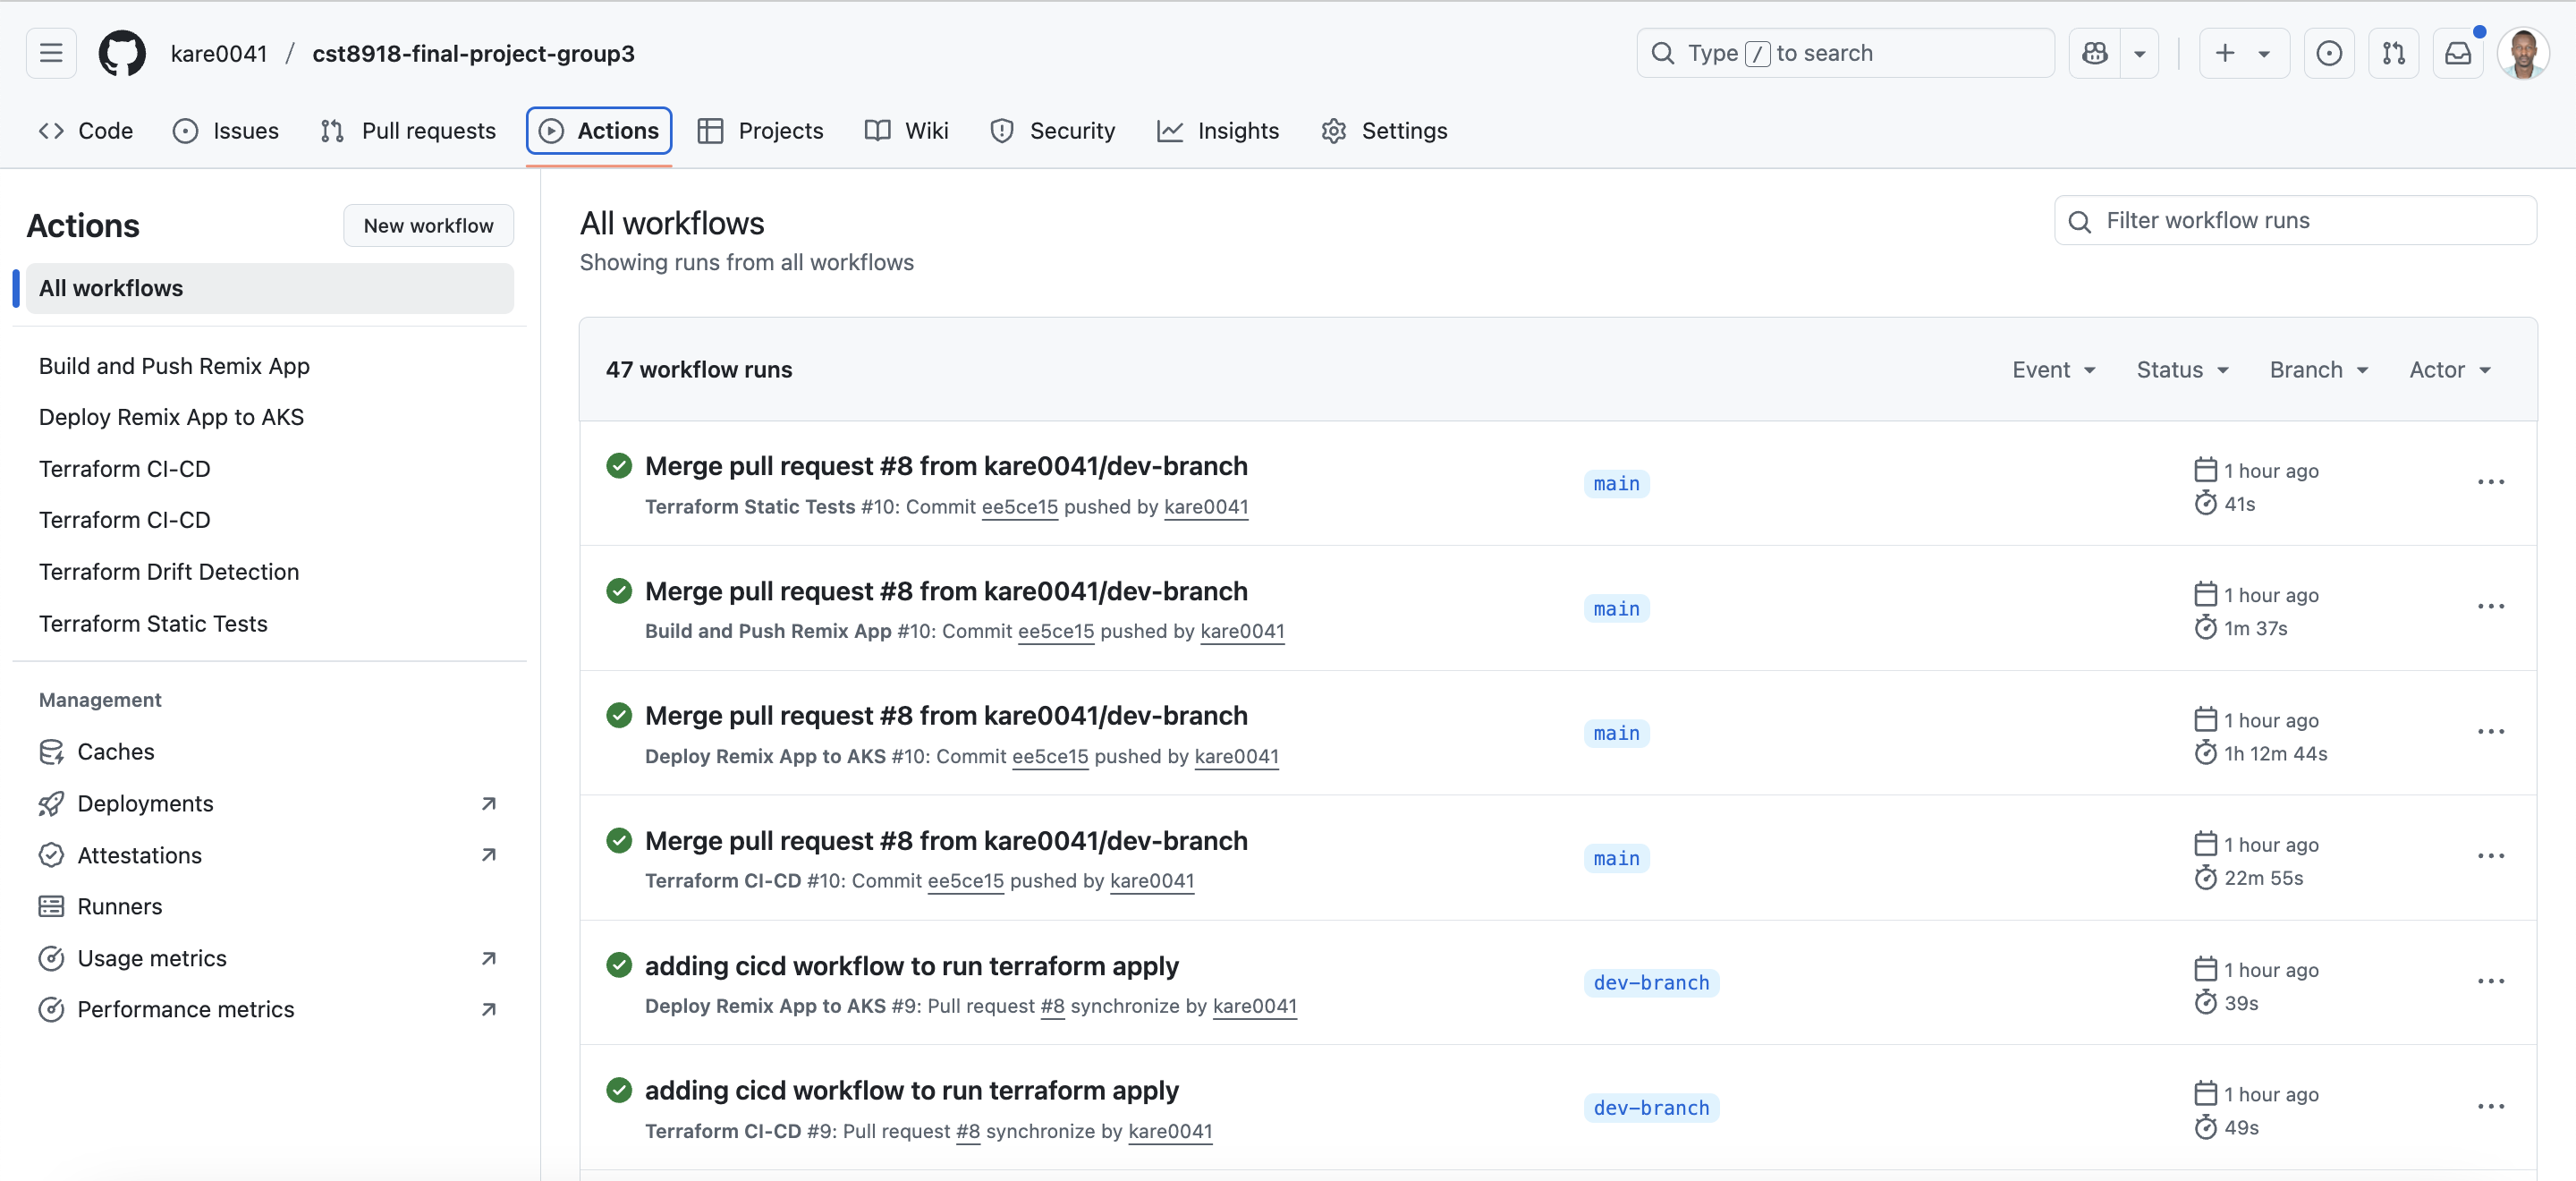 kare0041 / cst8918-final-project-group3
Type / to search
Code
Issues
Pull requests
Actions
Projects
Wiki
Security
Insights
Settings
Actions
New workflow
All workflows
Build and Push Remix App
Deploy Remix App to AKS
Terraform CI-CD
Terraform CI-CD
Terraform Drift Detection
Terraform Static Tests
Management
Caches
Deployments
Attestations
Runners
Usage metrics
Performance metrics
All workflows
Showing runs from all workflows
Filter workflow runs
47 workflow runs
Event
Status
Branch
Actor
Merge pull request #8 from kare0041/dev-branch
Terraform Static Tests #10: Commit ee5ce15 pushed by kare0041
main
1 hour ago
41s
Merge pull request #8 from kare0041/dev-branch
Build and Push Remix App #10: Commit ee5ce15 pushed by kare0041
main
1 hour ago
1m 37s
Merge pull request #8 from kare0041/dev-branch
Deploy Remix App to AKS #10: Commit ee5ce15 pushed by kare0041
main
1 hour ago
1h 12m 44s
Merge pull request #8 from kare0041/dev-branch
Terraform CI-CD #10: Commit ee5ce15 pushed by kare0041
main
1 hour ago
22m 55s
adding cicd workflow to run terraform apply
Deploy Remix App to AKS #9: Pull request #8 synchronize by kare0041
dev-branch
1 hour ago
39s
adding cicd workflow to run terraform apply
Terraform CI-CD #9: Pull request #8 synchronize by kare0041
dev-branch
1 hour ago
49s